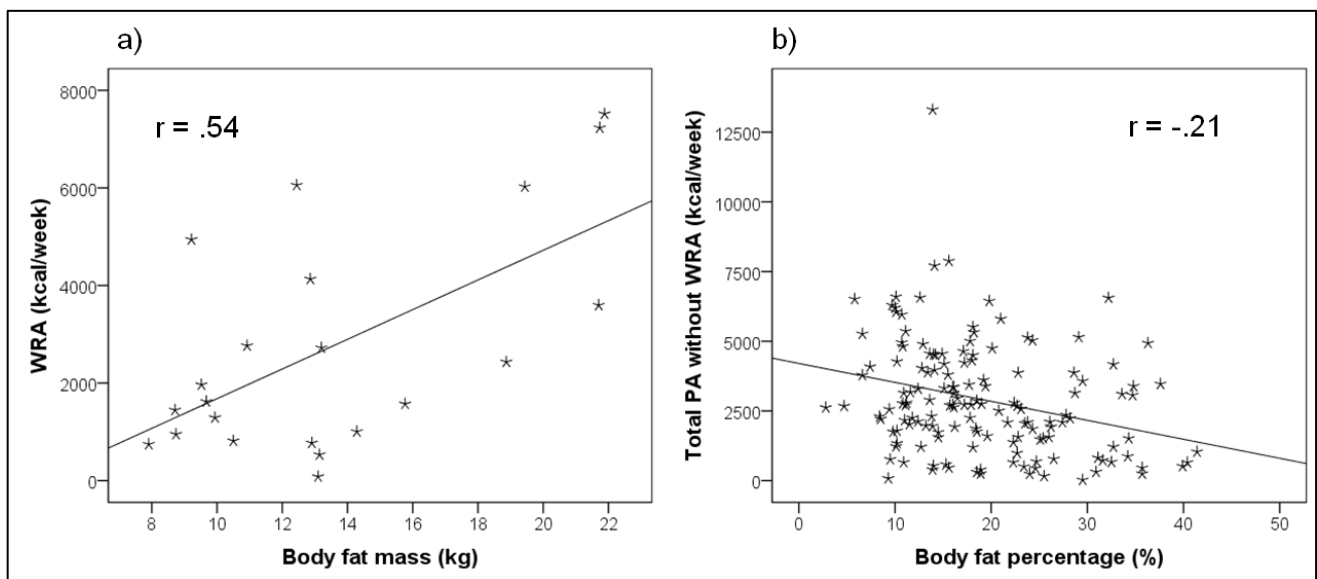 a)
r = .54
WRA (kcal/week)
8000
6000
4000
2000
0
8 10 12 14 16 18 20 22
Body fat mass (kg)
b)
r = -.21
Total PA without WRA (kcal/week)
12500
10000
7500
5000
2500
0
0 10 20 30 40 50
Body fat percentage (%)